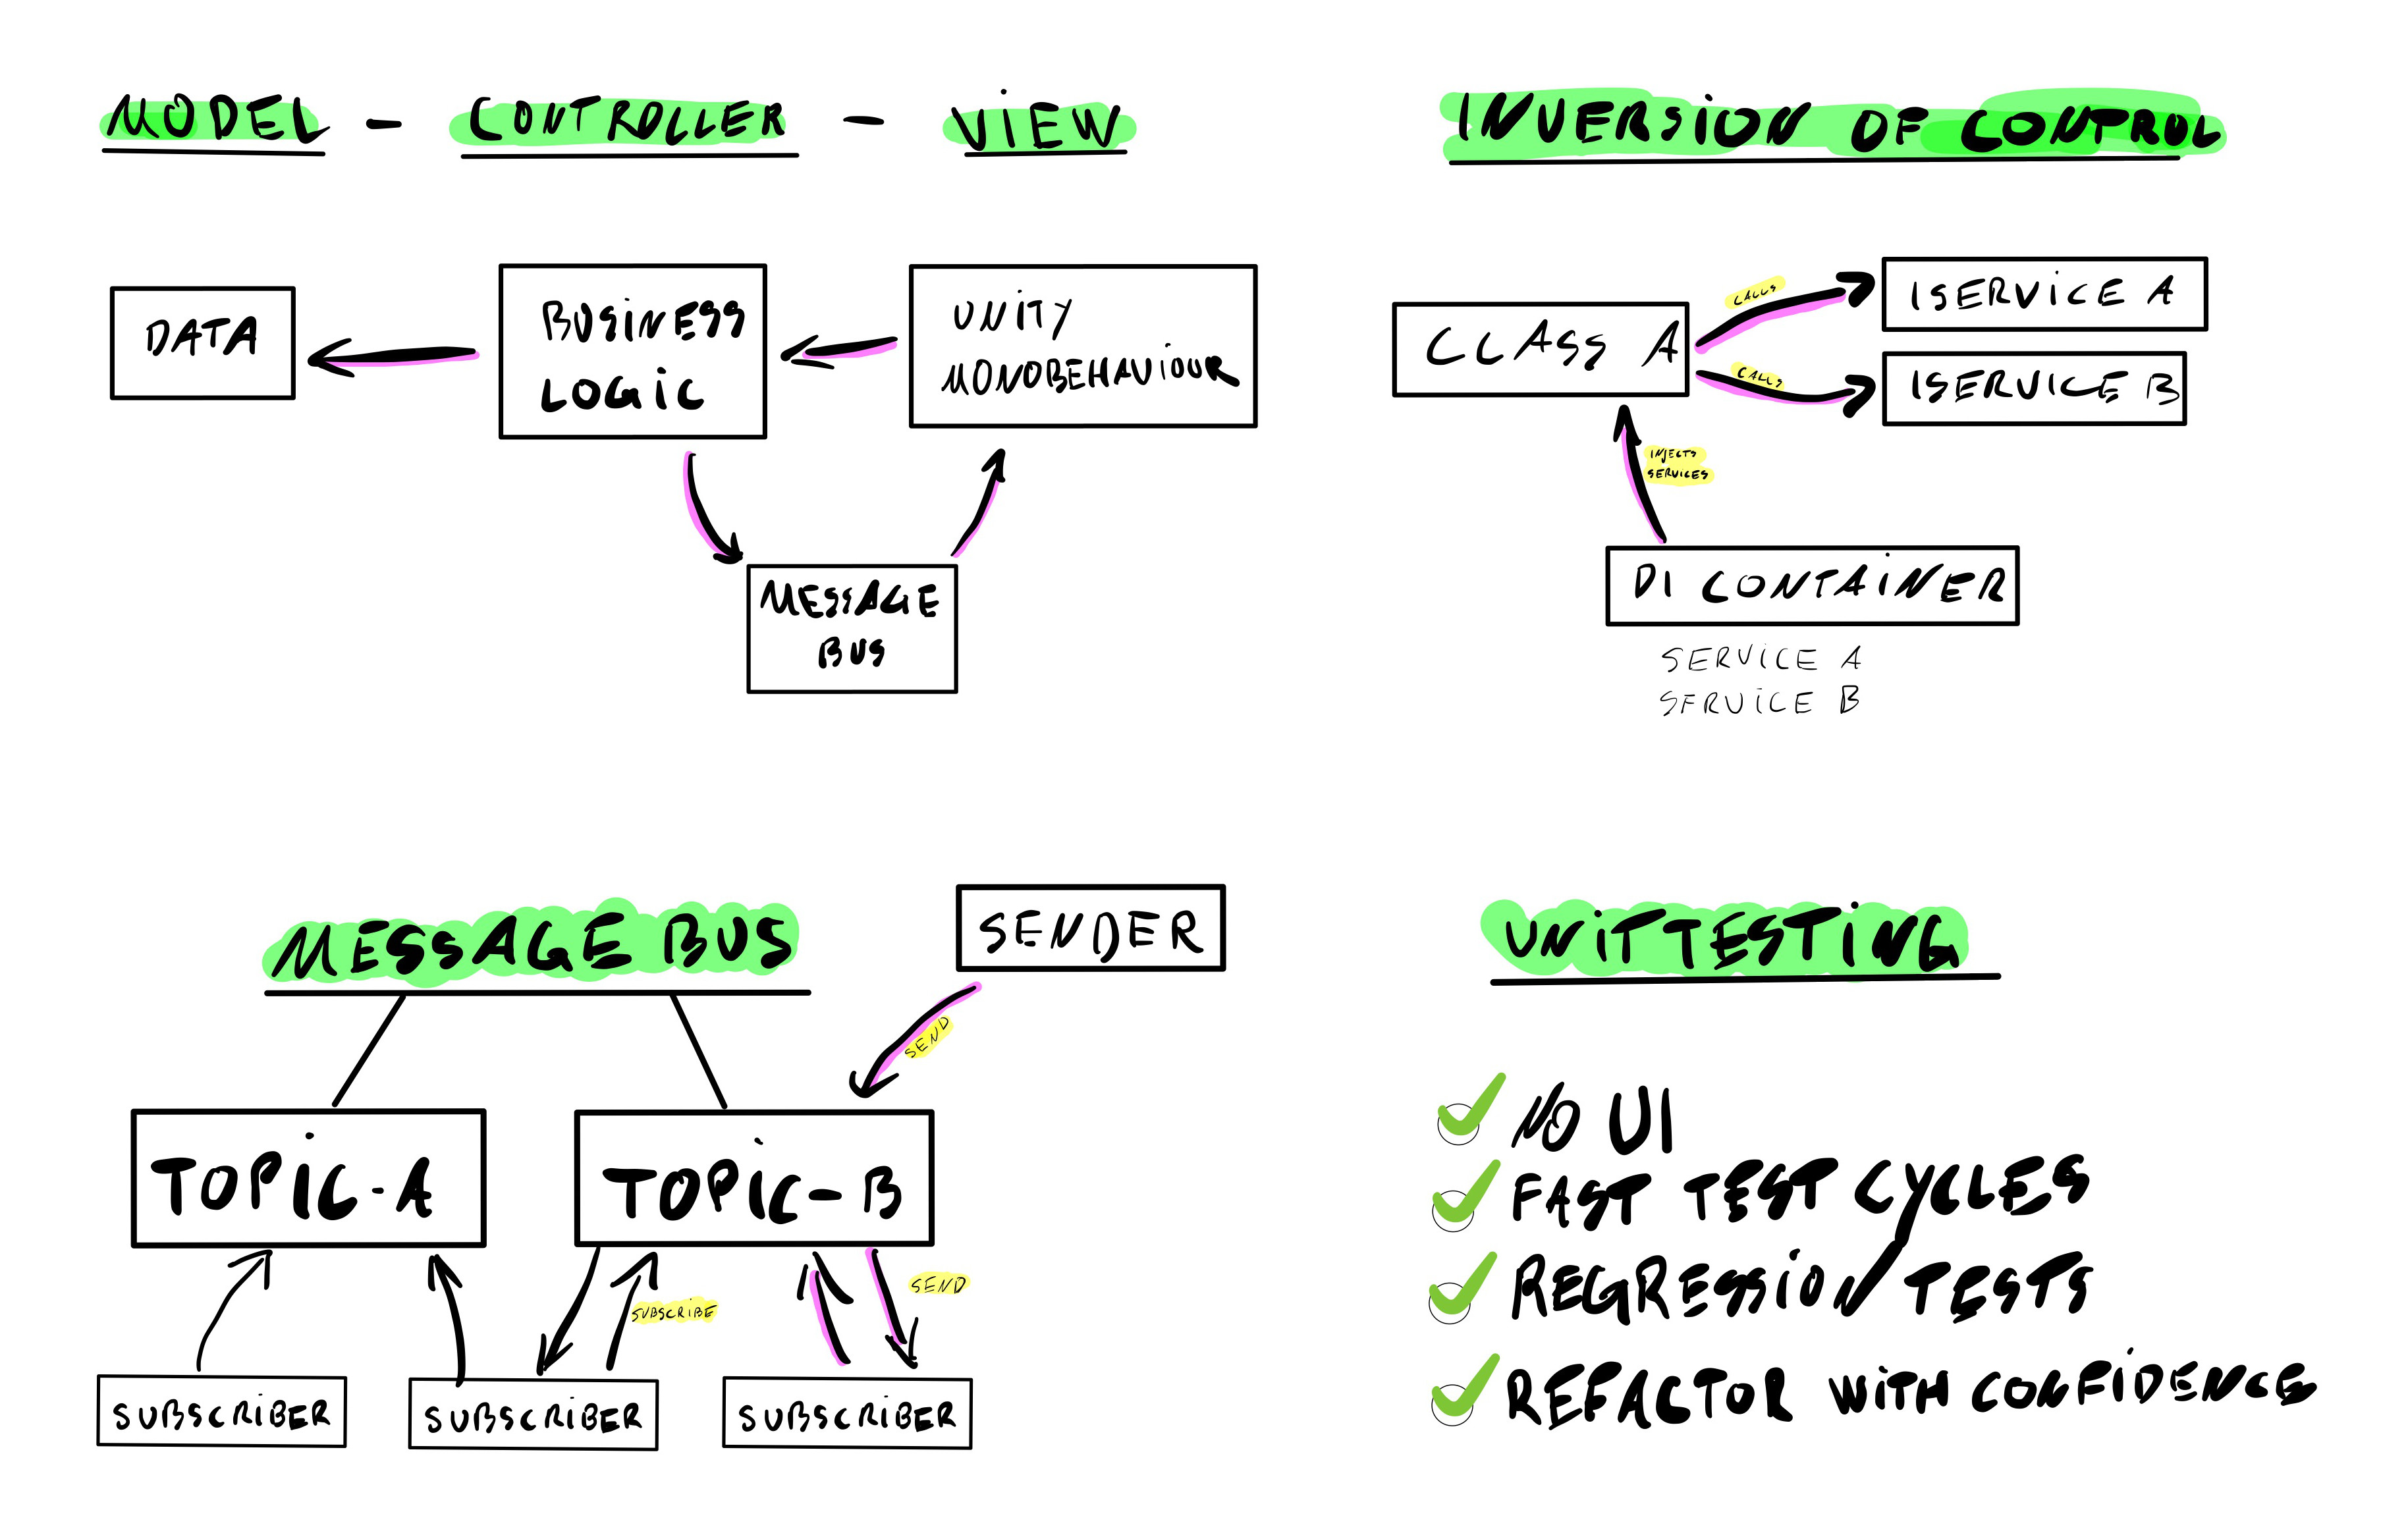 MODEL - CONTROLLER - VIEW
DATA
BUSINESS
LOGIC
UNITY
MONOBEHAVIOUR
MESSAGE
BUS
INVERSION OF CONTROL
CLASS A
CALLS
CALLS
ISERVICE A
ISERVICE B
INJECTS
SERVICES
DI CONTAINER
SERVICE A
SERVICE B
MESSAGE BUS
SENDER
SEND
TOPIC-A
TOPIC-B
SUBSCRIBE
SEND
SUBSCRIBER
SUBSCRIBER
SUBSCRIBER
UNIT TESTING
NO UI
FAST TEST CYCLES
REGRESSION TESTS
REFACTOR WITH CONFIDENCE